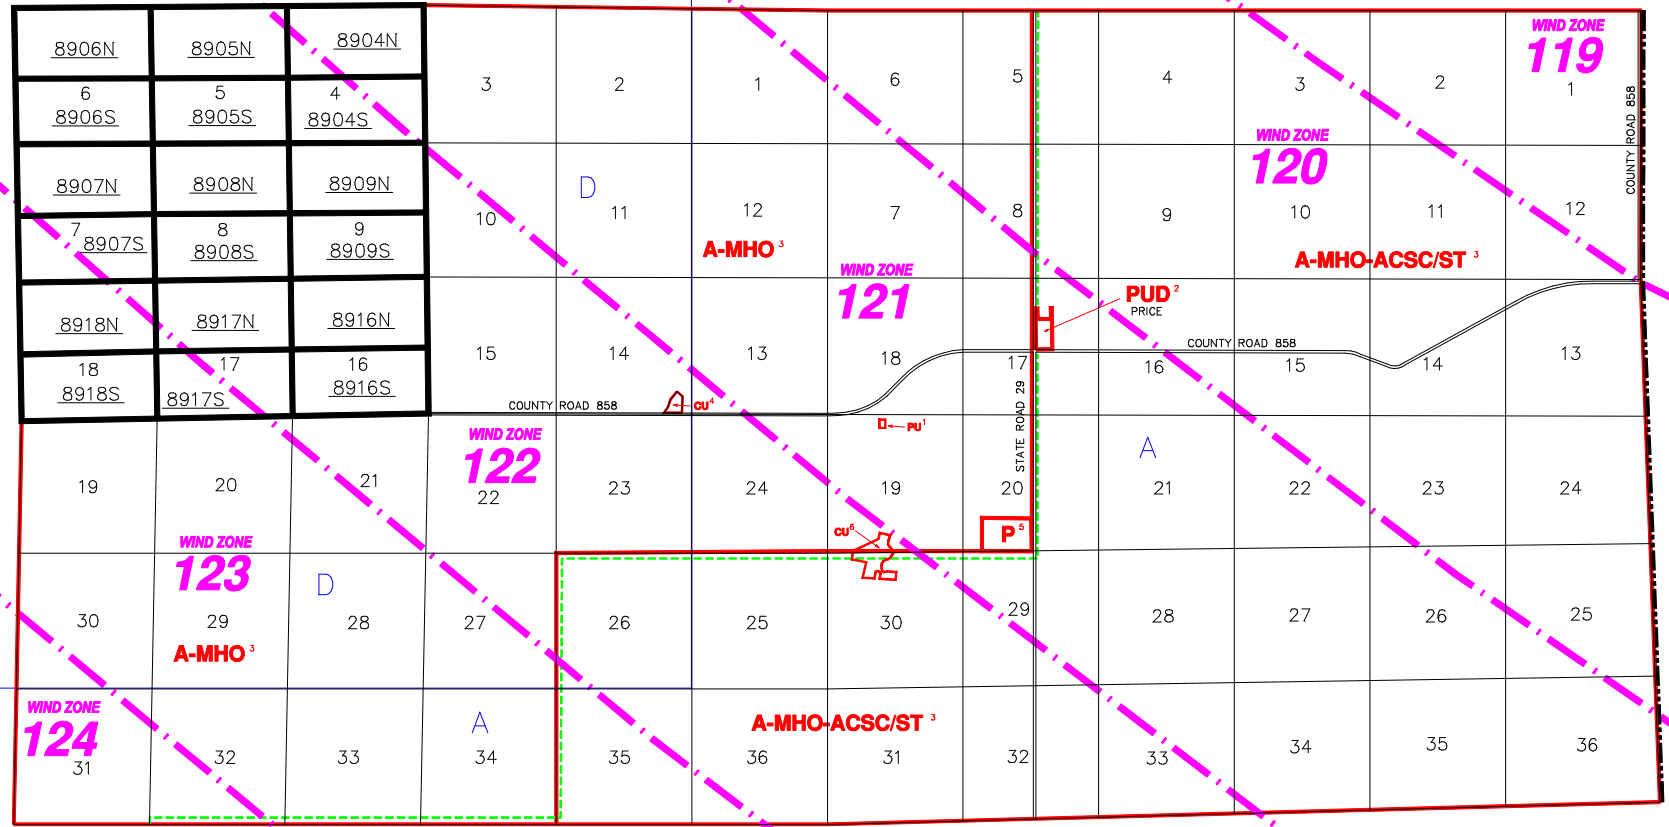 8906N 8905N 8904N
6 5 4
8906S 8905S 8904S
8907N 8908N 8909N
7 8 9
8907S 8908S 8909S
8918N 8917N 8916N
18 17 16
8918S 8917S 8916S
3 2 1 6 5 4 3 2 1
WIND ZONE
119
COUNTY ROAD 858
WIND ZONE
120
D
10 11 12 7 8 9 10 11 12
A-MHO 3
A-MHO-ACSC/ST 3
WIND ZONE
121
PUD 2
PRICE
COUNTY ROAD 858
15 14 13 18 17 16 15 14 13
STATE ROAD 29
COUNTY ROAD 858
CU 4
PU 1
WIND ZONE
122
A
19 20 21 22 23 24 19 20 21 22 23 24
CU 6
P 5
WIND ZONE
123
D
30 29 28 27 26 25 30 29 28 27 26 25
A-MHO 3
WIND ZONE
124
A
A-MHO-ACSC/ST 3
31 32 33 34 35 36 31 32 33 34 35 36